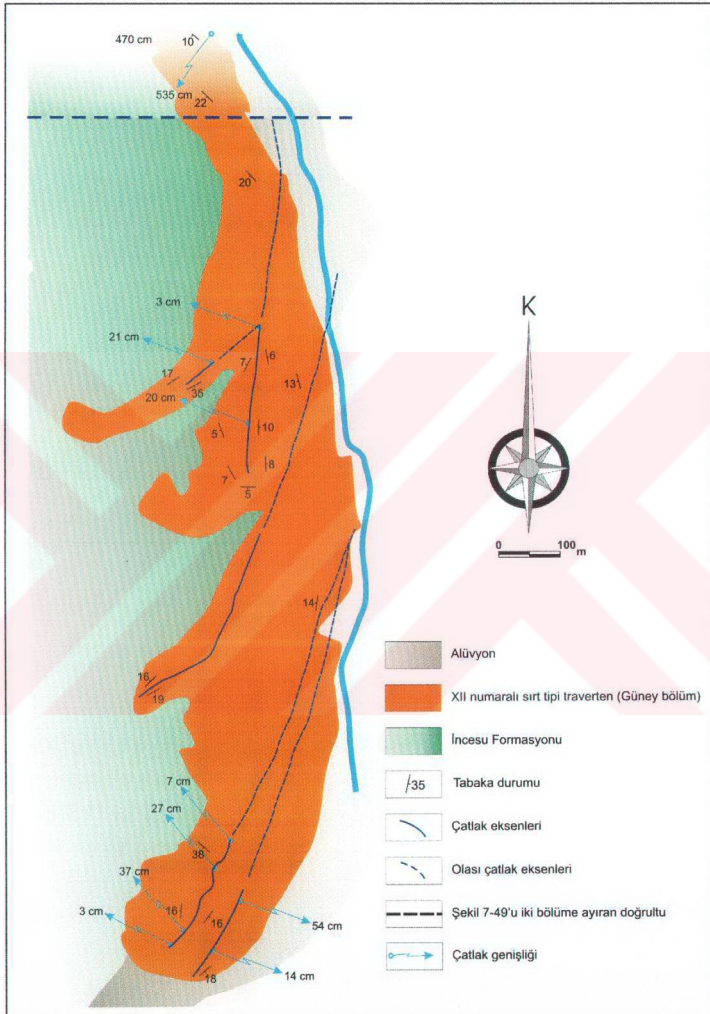 470 cm
10
535 cm
22
20
3 cm
21 cm
7
6
17
35
13
20 cm
5
10
7
8
5
K
0 100 m
14
16
19
7 cm
27 cm
38
37 cm
16
16
3 cm
54 cm
18
14 cm
Alüvyon
XII numaralı sırt tipi traverten (Güney bölüm)
İncesu Formasyonu
35 Tabaka durumu
Çatlak eksenleri
Olası çatlak eksenleri
Şekil 7-49'u iki bölüme ayıran doğrultu
Çatlak genişliği